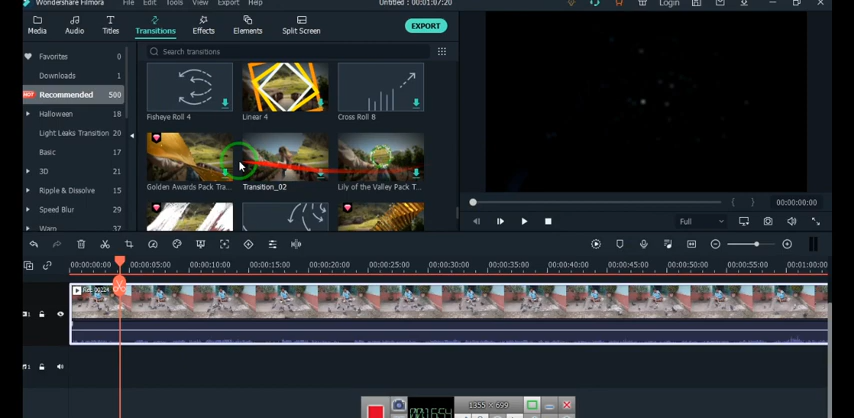 Wondershare Filmora File Edit Tools View Export Help Untitled : 00:01:07:20 Login
Media Audio Titles Transitions Effects Elements Split Screen EXPORT
Favorites 0
Downloads 1
HOT Recommended 500
Halloween 18
Light Leaks Transition 20
Basic 17
3D 21
Ripple & Dissolve 15
Speed Blur 29
Warp 37
Search transitions
Fisheye Roll 4 Linear 4 Cross Roll 8
Golden Awards Pack Tra... Transition_02 Lily of the Valley Pack T...
00:00:00:00
Full
00:00:00:00 00:00:05:00 00:00:10:00 00:00:15:00 00:00:20:00 00:00:25:00 00:00:30:00 00:00:35:00 00:00:40:00 00:00:45:00 00:00:50:00 00:00:55:00 00:01:00:00
1
1
1355 × 699